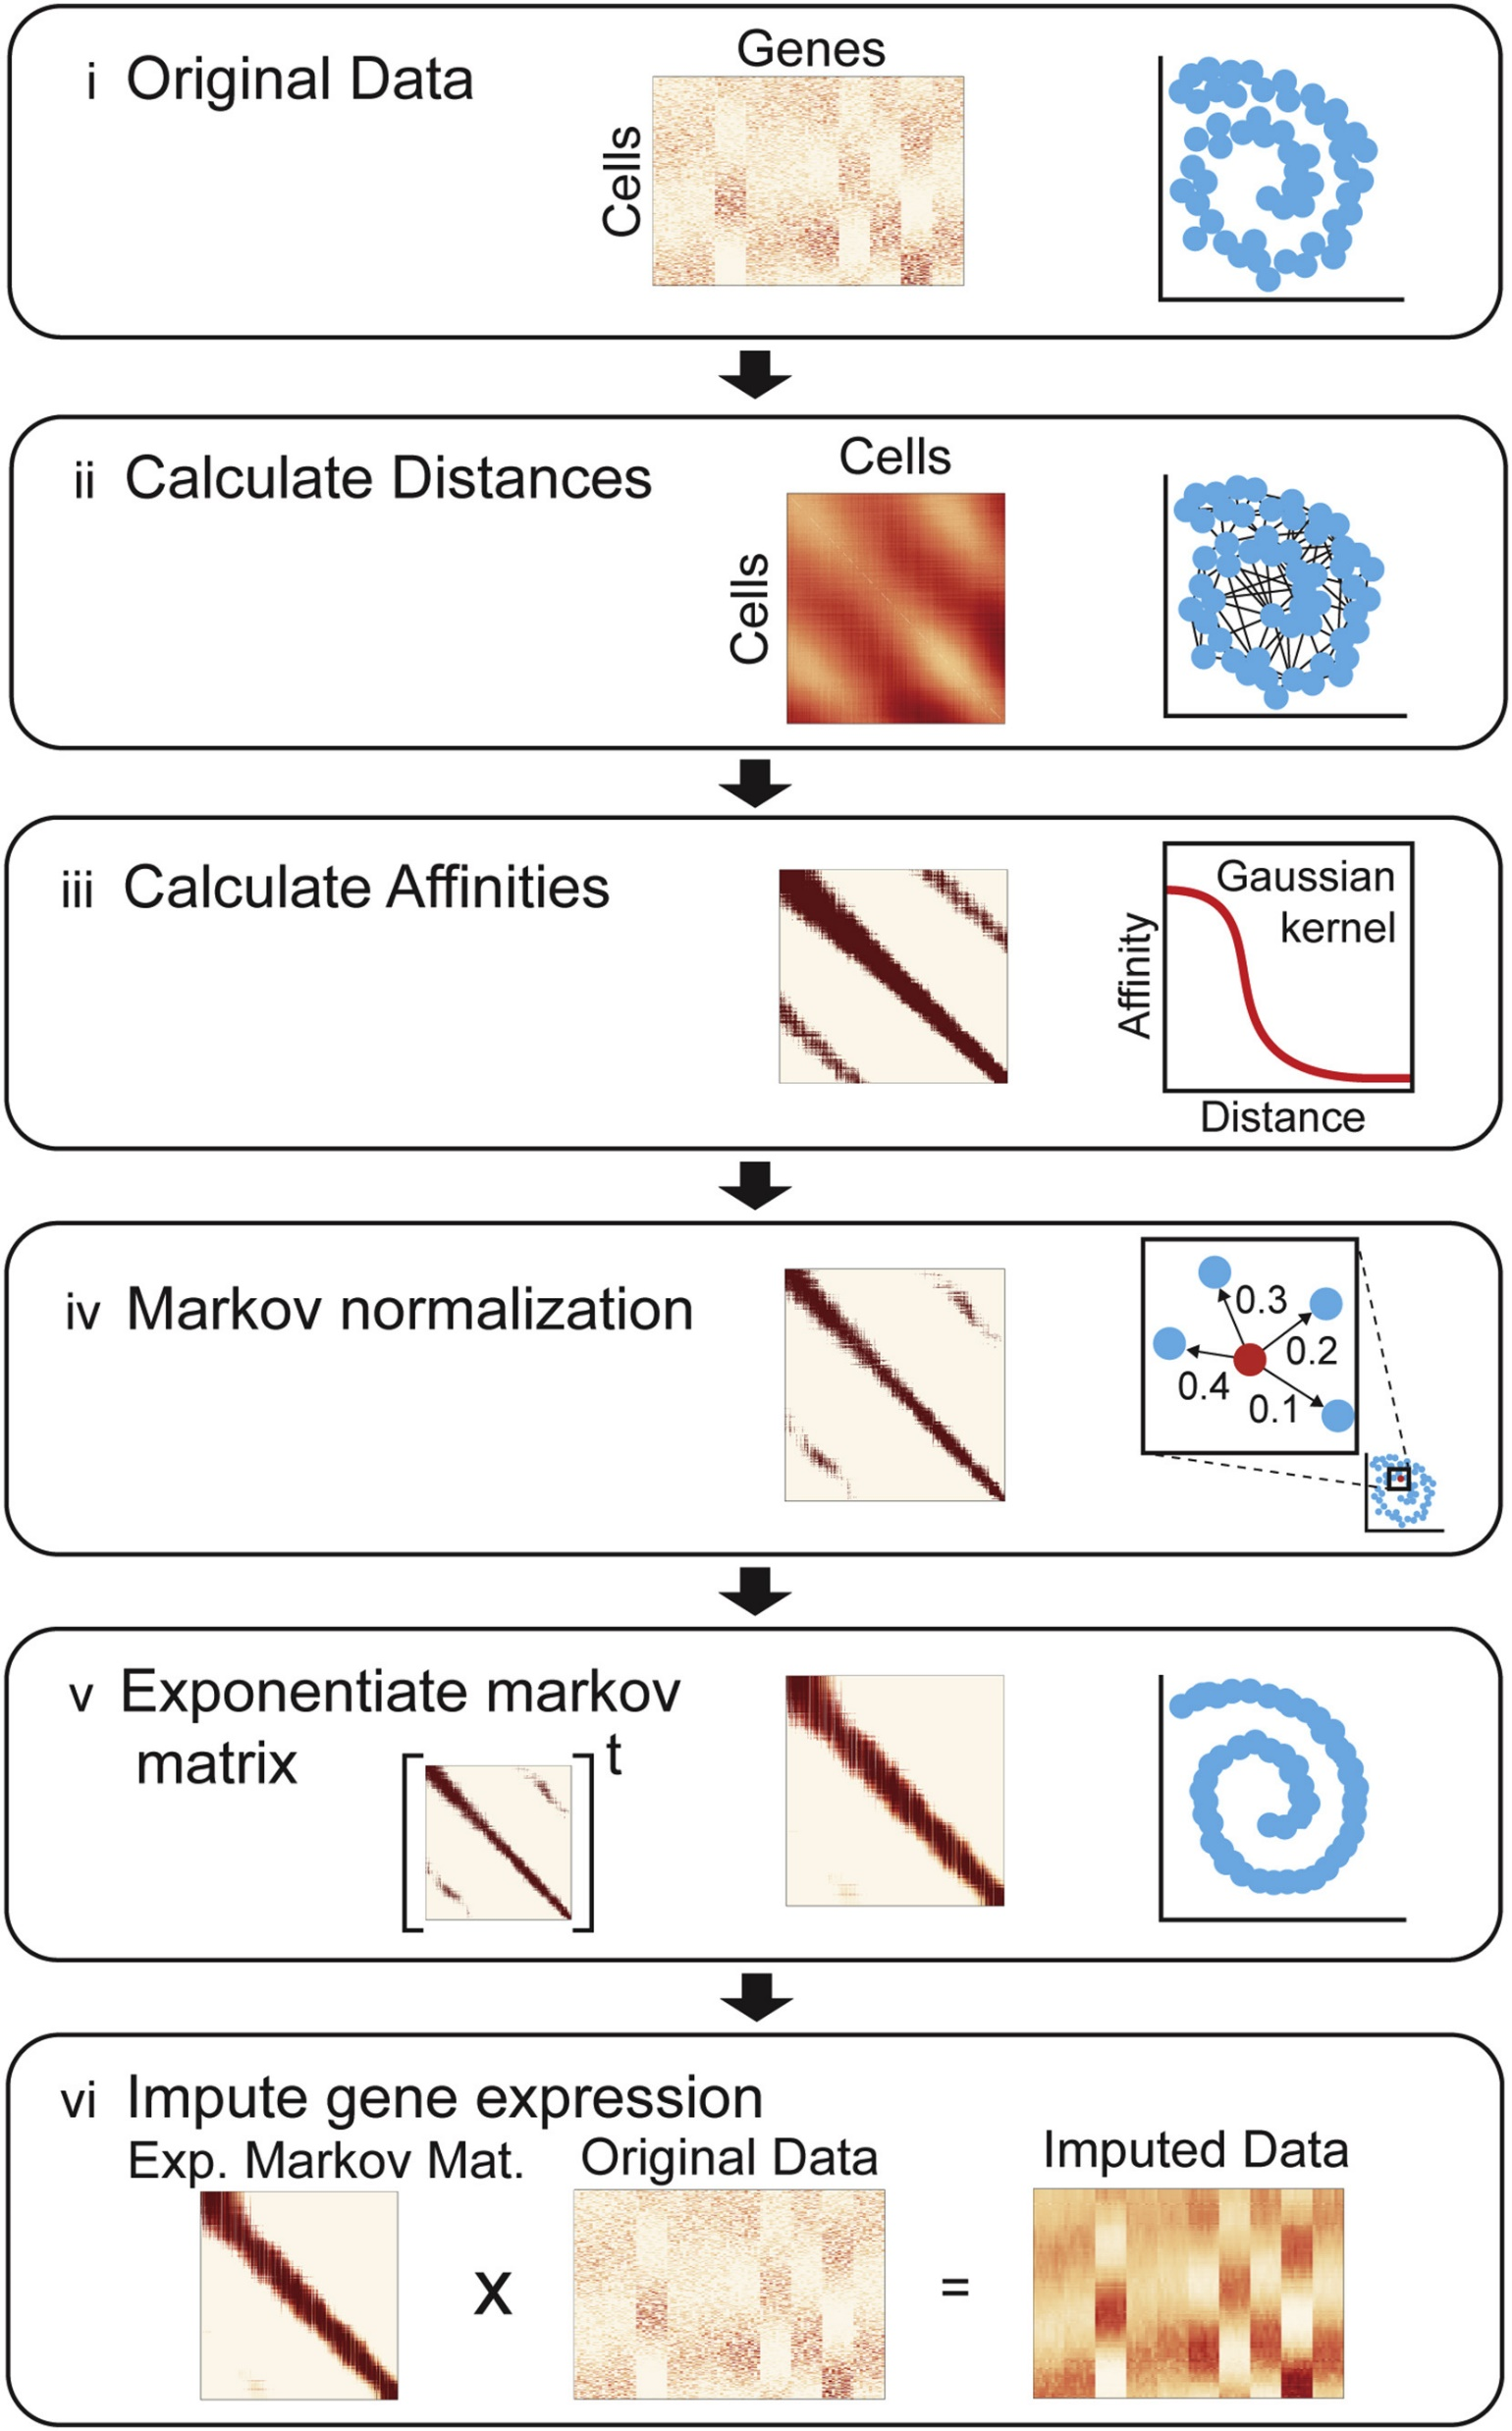 i Original Data
Genes
Cells
ii Calculate Distances
Cells
Cells
iii Calculate Affinities
Gaussian
kernel
Affinity
Distance
iv Markov normalization
0.3
0.2
0.4
0.1
v Exponentiate markov
matrix
t
vi Impute gene expression
Exp. Markov Mat.
Original Data
Imputed Data
x
=